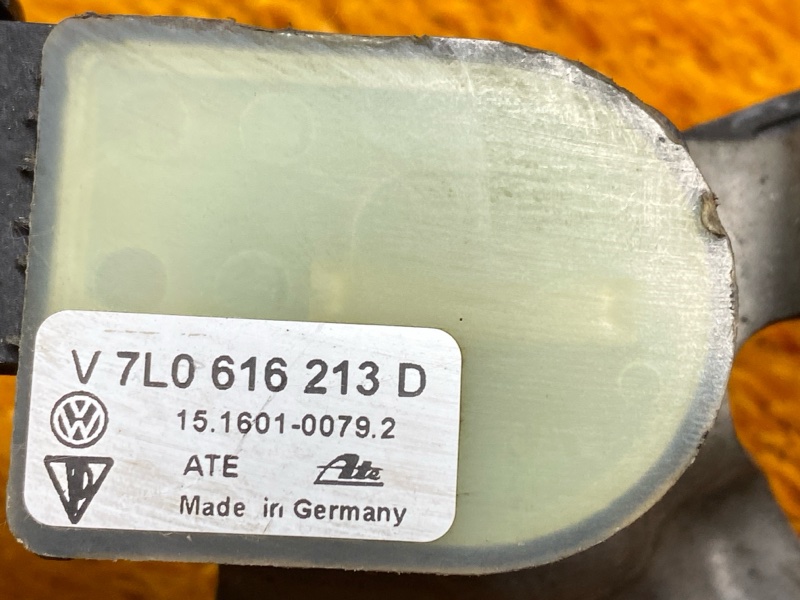 V 7L0 616 213 D
15.1601-0079.2
ATE Ate
Made in Germany